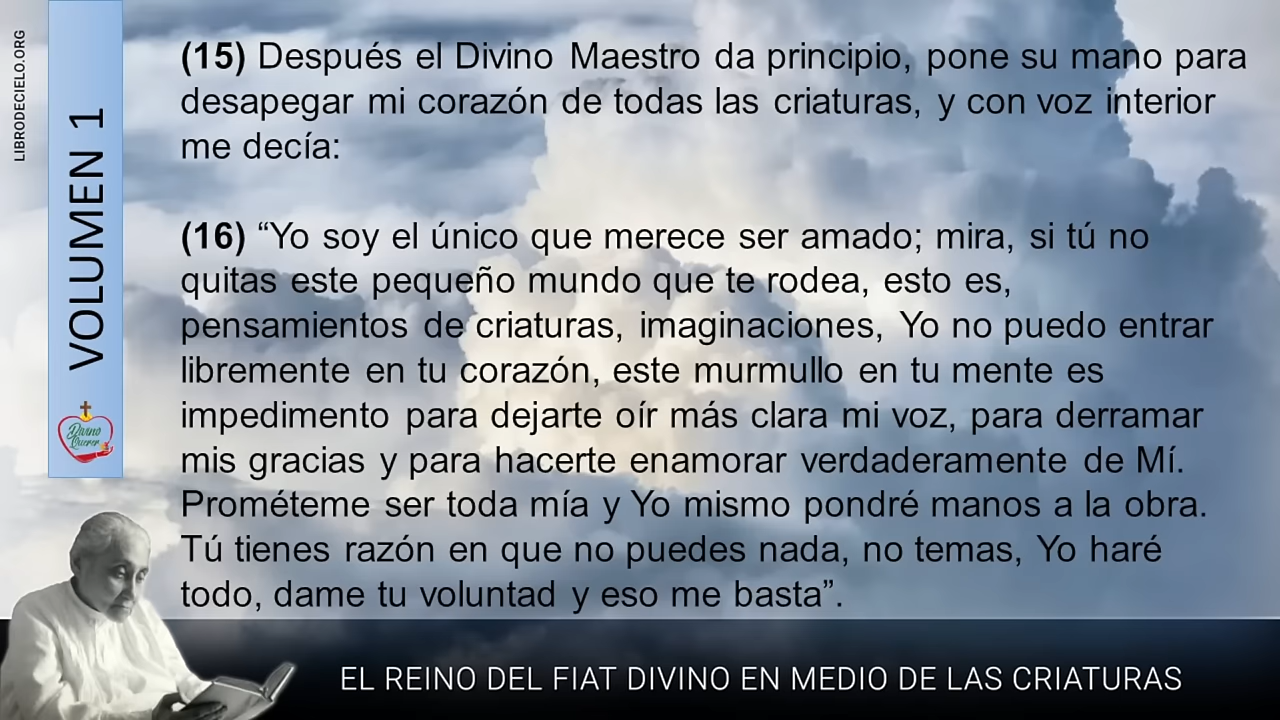 LIBRODECIELO.ORG
VOLUMEN 1
Divino
Querer
(15) Después el Divino Maestro da principio, pone su mano para
desapegar mi corazón de todas las criaturas, y con voz interior
me decía:
(16) “Yo soy el único que merece ser amado; mira, si tú no
quitas este pequeño mundo que te rodea, esto es,
pensamientos de criaturas, imaginaciones, Yo no puedo entrar
libremente en tu corazón, este murmullo en tu mente es
impedimento para dejarte oír más clara mi voz, para derramar
mis gracias y para hacerte enamorar verdaderamente de Mí.
Prométeme ser toda mía y Yo mismo pondré manos a la obra.
Tú tienes razón en que no puedes nada, no temas, Yo haré
todo, dame tu voluntad y eso me basta”.
EL REINO DEL FIAT DIVINO EN MEDIO DE LAS CRIATURAS